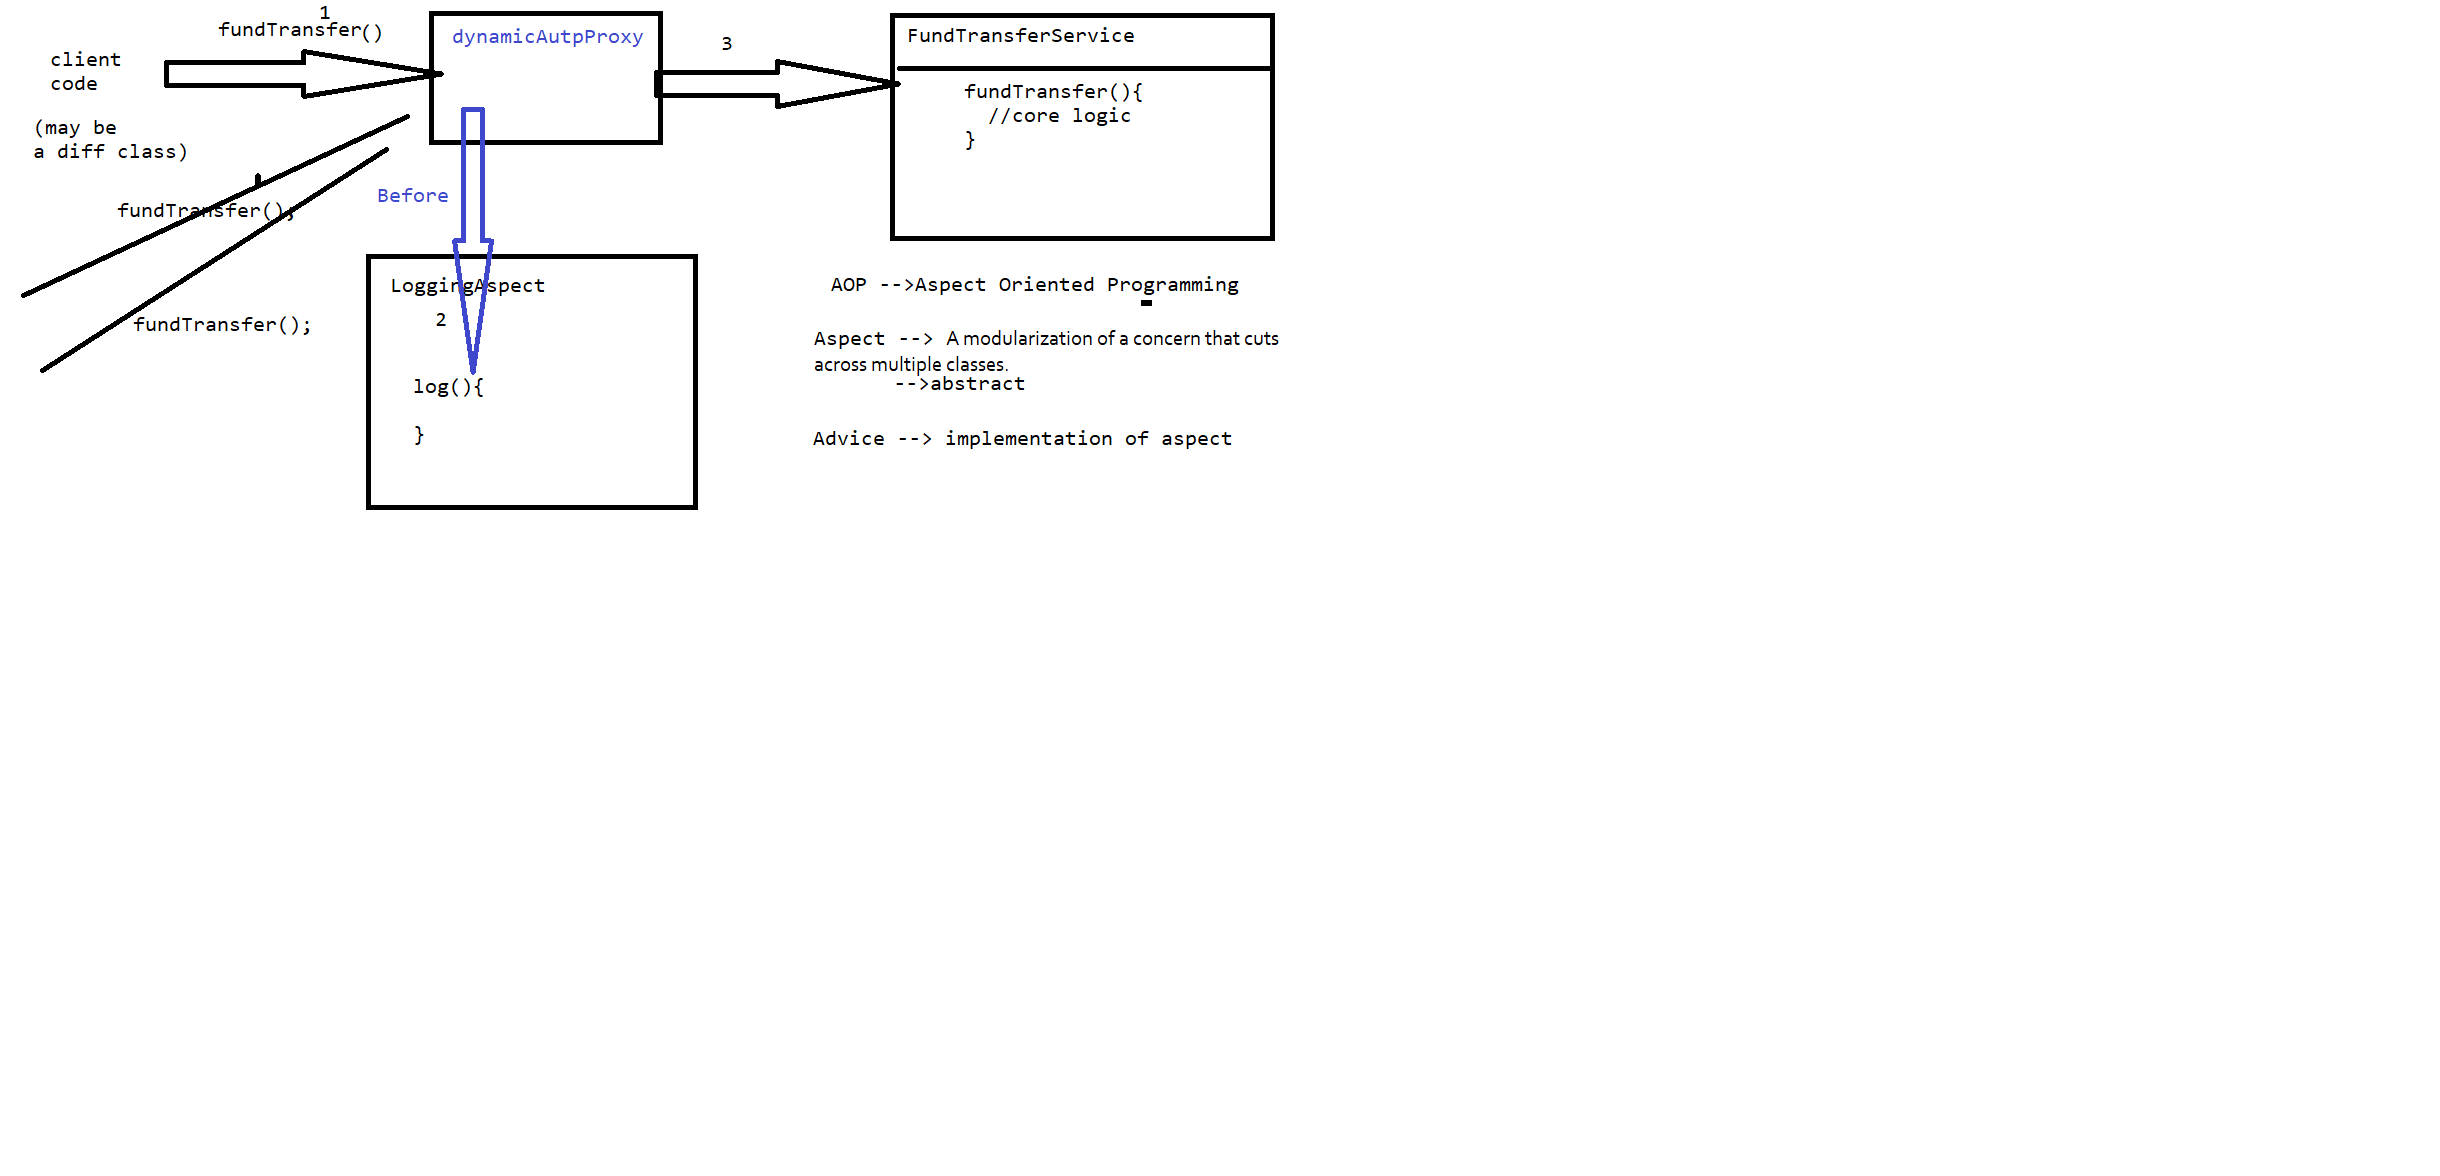 1
fundTransfer()
client
code
(may be
a diff class)
fundTransfer();
fundTransfer();
dynamicAutpProxy
Before
LoggingAspect
2
log(){
}
3
FundTransferService
fundTransfer(){
//core logic
}
AOP -->Aspect Oriented Programming
Aspect --> A modularization of a concern that cuts
across multiple classes.
-->abstract
Advice --> implementation of aspect